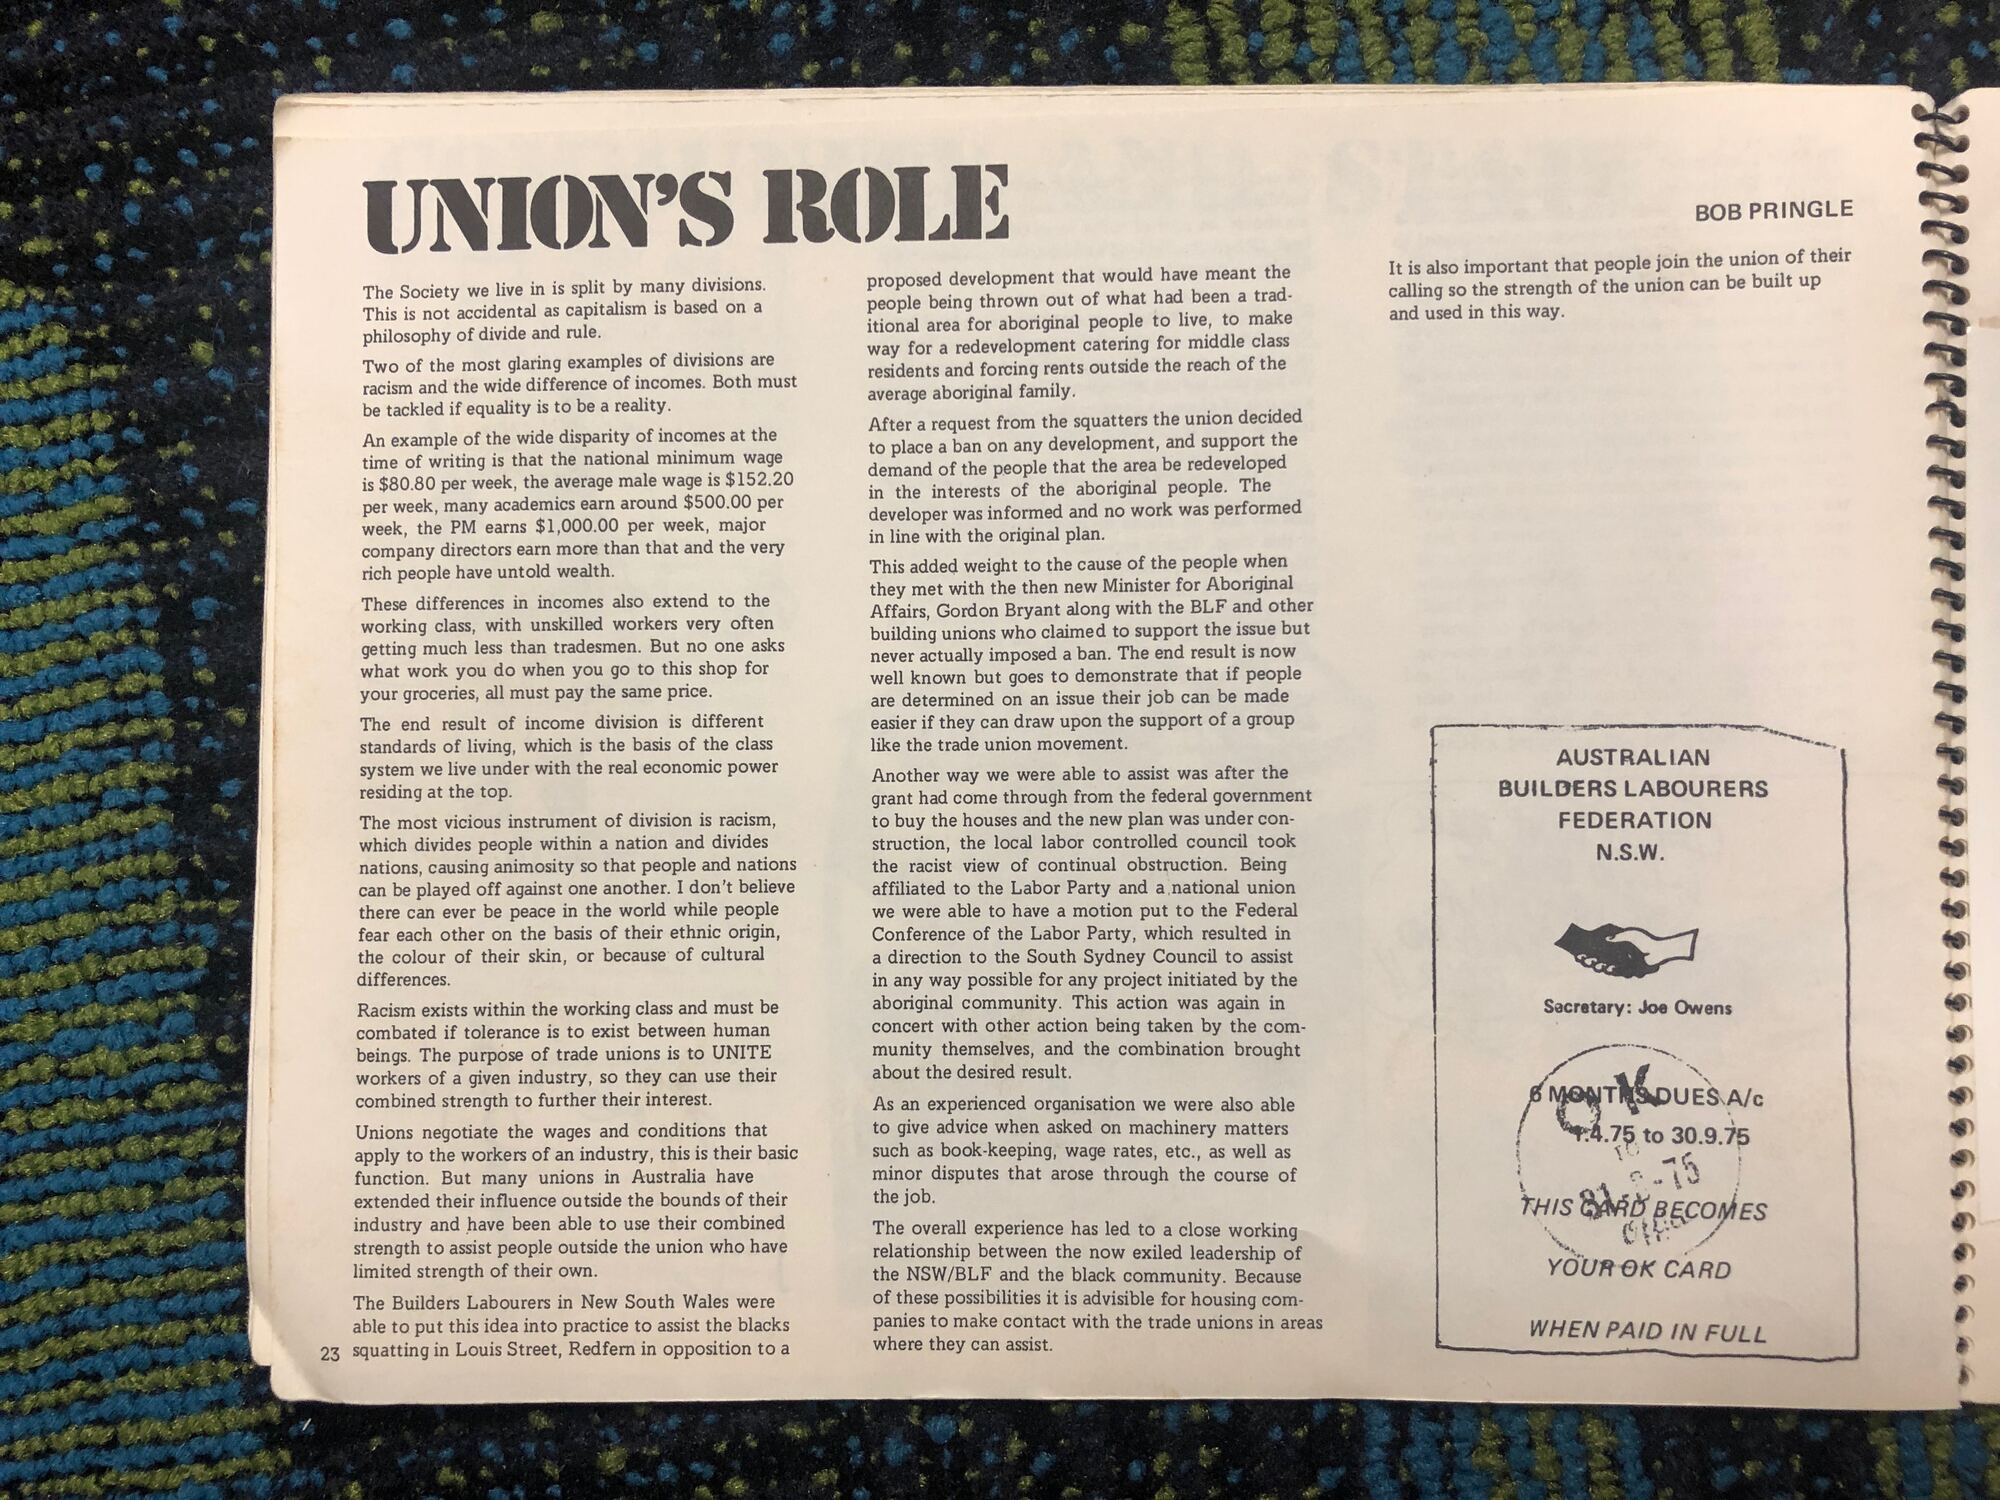 UNION'S ROLE
BOB PRINGLE
The Society we live in is split by many divisions.
This is not accidental as capitalism is based on a
philosophy of divide and rule.
Two of the most glaring examples of divisions are
racism and the wide difference of incomes. Both must
be tackled if equality is to be a reality.
An example of the wide disparity of incomes at the
time of writing is that the national minimum wage
is $80.80 per week, the average male wage is $152.20
per week, many academics earn around $500.00 per
week, the PM earns $1,000.00 per week, major
company directors earn more than that and the very
rich people have untold wealth.
These differences in incomes also extend to the
working class, with unskilled workers very often
getting much less than tradesmen. But no one asks
what work you do when you go to this shop for
your groceries, all must pay the same price.
The end result of income division is different
standards of living, which is the basis of the class
system we live under with the real economic power
residing at the top.
The most vicious instrument of division is racism,
which divides people within a nation and divides
nations, causing animosity so that people and nations
can be played off against one another. I don't believe
there can ever be peace in the world while people
fear each other on the basis of their ethnic origin,
the colour of their skin, or because of cultural
differences.
Racism exists within the working class and must be
combated if tolerance is to exist between human
beings. The purpose of trade unions is to UNITE
workers of a given industry, so they can use their
combined strength to further their interest.
Unions negotiate the wages and conditions that
apply to the workers of an industry, this is their basic
function. But many unions in Australia have
extended their influence outside the bounds of their
industry and have been able to use their combined
strength to assist people outside the union who have
limited strength of their own.
The Builders Labourers in New South Wales were
able to put this idea into practice to assist the blacks
squatting in Louis Street, Redfern in opposition to a
23
proposed development that would have meant the
people being thrown out of what had been a trad-
itional area for aboriginal people to live, to make
way for a redevelopment catering for middle class
residents and forcing rents outside the reach of the
average aboriginal family.
After a request from the squatters the union decided
to place a ban on any development, and support the
demand of the people that the area be redeveloped
in the interests of the aboriginal people. The
developer was informed and no work was performed
in line with the original plan.
This added weight to the cause of the people when
they met with the then new Minister for Aboriginal
Affairs, Gordon Bryant along with the BLF and other
building unions who claimed to support the issue but
never actually imposed a ban. The end result is now
well known but goes to demonstrate that if people
are determined on an issue their job can be made
easier if they can draw upon the support of a group
like the trade union movement.
Another way we were able to assist was after the
grant had come through from the federal government
to buy the houses and the new plan was under con-
struction, the local labor controlled council took
the racist view of continual obstruction. Being
affiliated to the Labor Party and a national union
we were able to have a motion put to the Federal
Conference of the Labor Party, which resulted in
a direction to the South Sydney Council to assist
in any way possible for any project initiated by the
aboriginal community. This action was again in
concert with other action being taken by the com-
munity themselves, and the combination brought
about the desired result.
As an experienced organisation we were also able
to give advice when asked on machinery matters
such as book-keeping, wage rates, etc., as well as
minor disputes that arose through the course of
the job.
The overall experience has led to a close working
relationship between the now exiled leadership of
the NSW/BLF and the black community. Because
of these possibilities it is advisible for housing com-
panies to make contact with the trade unions in areas
where they can assist.
It is also important that people join the union of their
calling so the strength of the union can be built up
and used in this way.
AUSTRALIAN
BUILDERS LABOURERS
FEDERATION
N.S.W.
Secretary: Joe Owens
6 MONTHS DUES A/c
1.4.75 to 30.9.75
THIS CARD BECOMES
YOUR OK CARD
WHEN PAID IN FULL
OK
TO